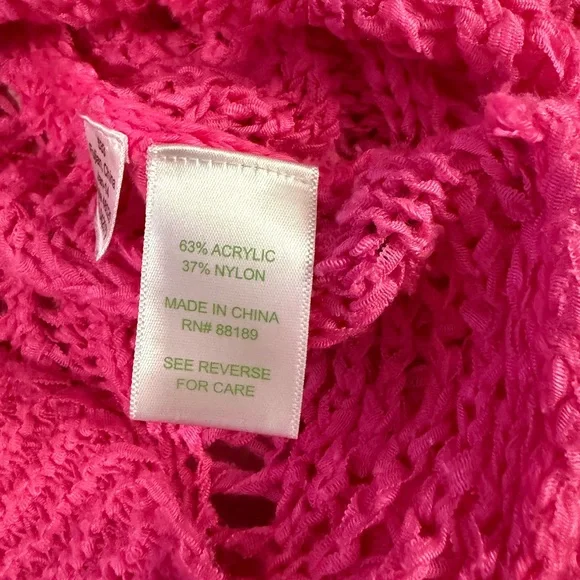 63% ACRYLIC
37% NYLON
MADE IN CHINA
RN# 88189
SEE REVERSE
FOR CARE